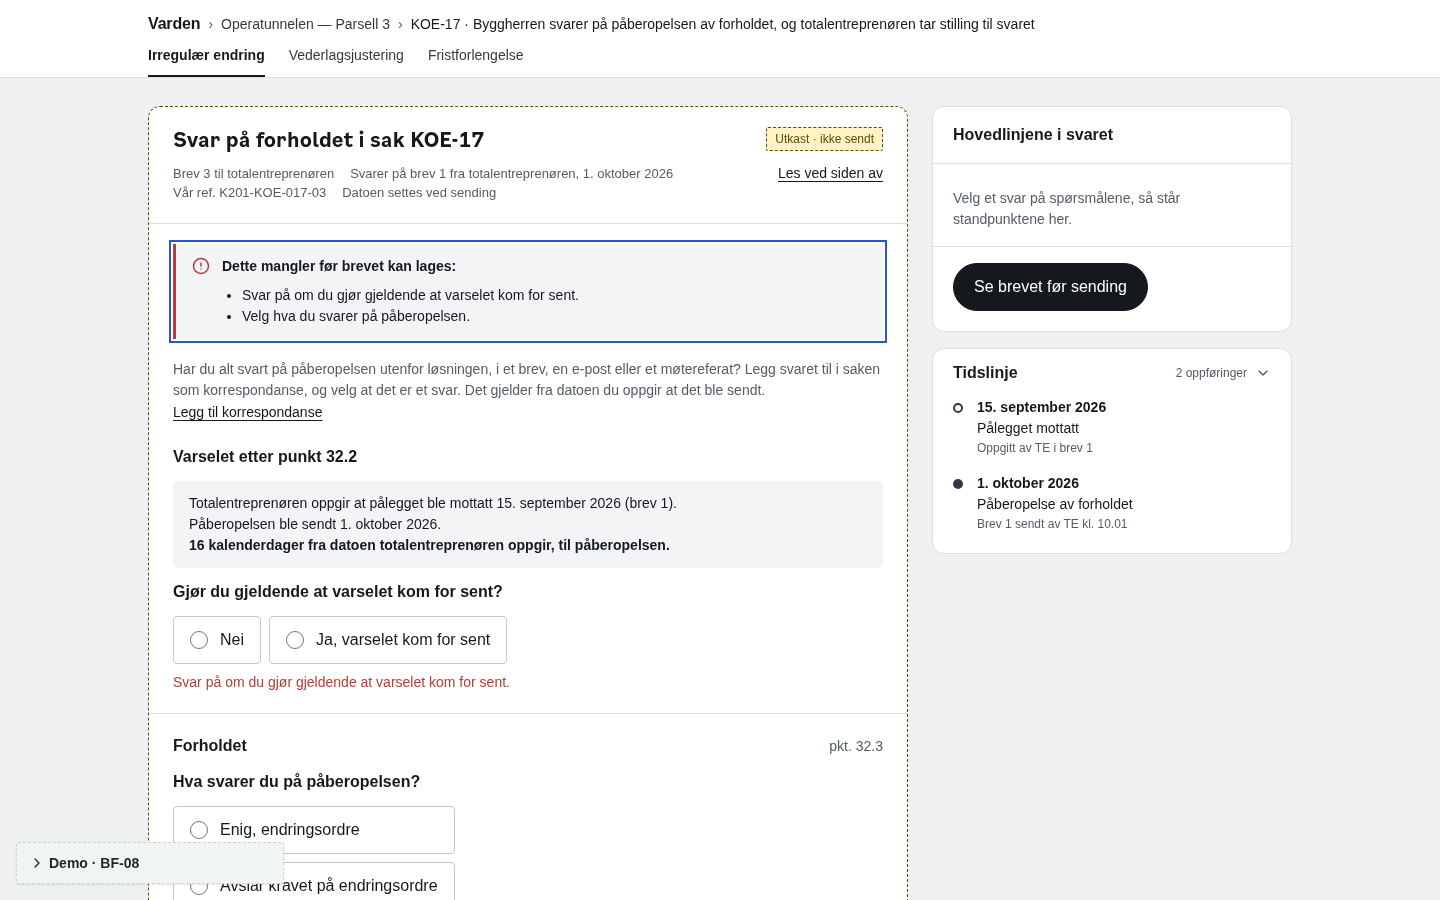 Varden › Operatunnelen — Parsell 3 › KOE-17 · Byggherren svarer på påberopelsen av forholdet, og totalentreprenøren tar stilling til svaret
Irregulær endring Vederlagsjustering Fristforlengelse
Svar på forholdet i sak KOE-17
Utkast · ikke sendt
Brev 3 til totalentreprenøren Svarer på brev 1 fra totalentreprenøren, 1. oktober 2026
Vår ref. K201-KOE-017-03 Datoen settes ved sending
Les ved siden av
Dette mangler før brevet kan lages:
• Svar på om du gjør gjeldende at varselet kom for sent.
• Velg hva du svarer på påberopelsen.
Har du alt svart på påberopelsen utenfor løsningen, i et brev, en e-post eller et møtereferat? Legg svaret til i saken
som korrespondanse, og velg at det er et svar. Det gjelder fra datoen du oppgir at det ble sendt.
Legg til korrespondanse
Varselet etter punkt 32.2
Totalentreprenøren oppgir at pålegget ble mottatt 15. september 2026 (brev 1).
Påberopelsen ble sendt 1. oktober 2026.
16 kalenderdager fra datoen totalentreprenøren oppgir, til påberopelsen.
Gjør du gjeldende at varselet kom for sent?
Nei
Ja, varselet kom for sent
Svar på om du gjør gjeldende at varselet kom for sent.
Forholdet
pkt. 32.3
Hva svarer du på påberopelsen?
Enig, endringsordre
Avslår kravet på endringsordre
Demo · BF-08
Hovedlinjene i svaret
Velg et svar på spørsmålene, så står
standpunktene her.
Se brevet før sending
Tidslinje
2 oppføringer
15. september 2026
Pålegget mottatt
Oppgitt av TE i brev 1
1. oktober 2026
Påberopelse av forholdet
Brev 1 sendt av TE kl. 10.01